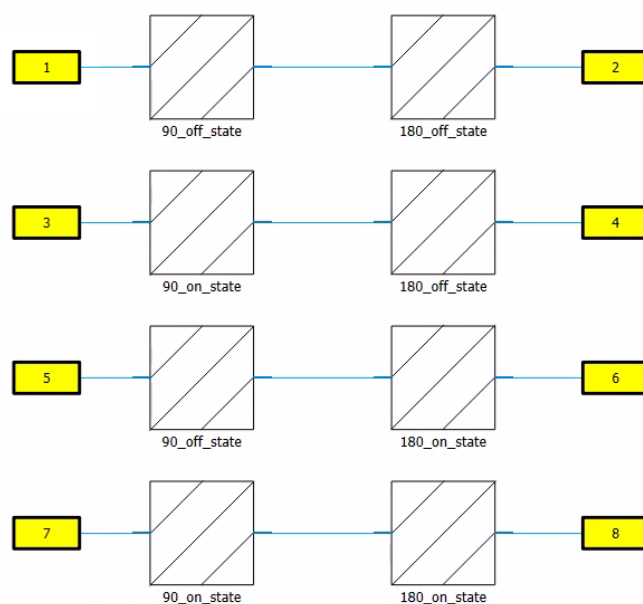 1 2
90_off_state 180_off_state
3 4
90_on_state 180_off_state
5 6
90_off_state 180_on_state
7 8
90_on_state 180_on_state